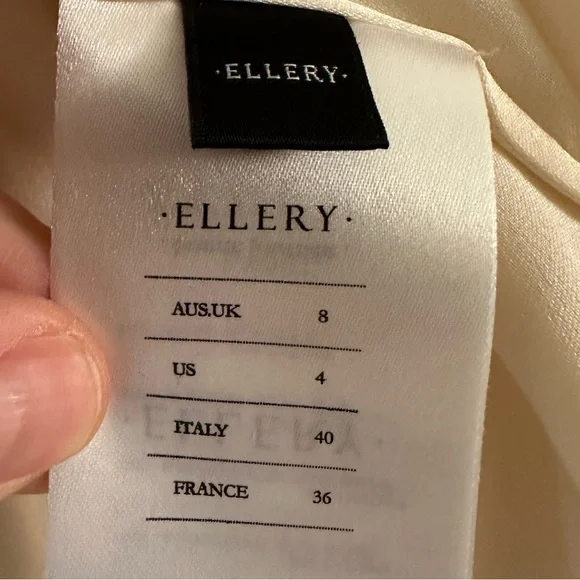 ·ELLERY·
·ELLERY·
AUS.UK 8
US 4
ITALY 40
FRANCE 36